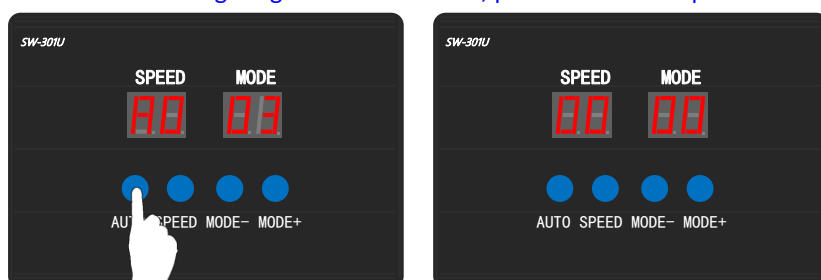 SW-301U
SPEED MODE
A0 03
AUTO SPEED MODE- MODE+
SW-301U
SPEED MODE
00 00
AUTO SPEED MODE- MODE+